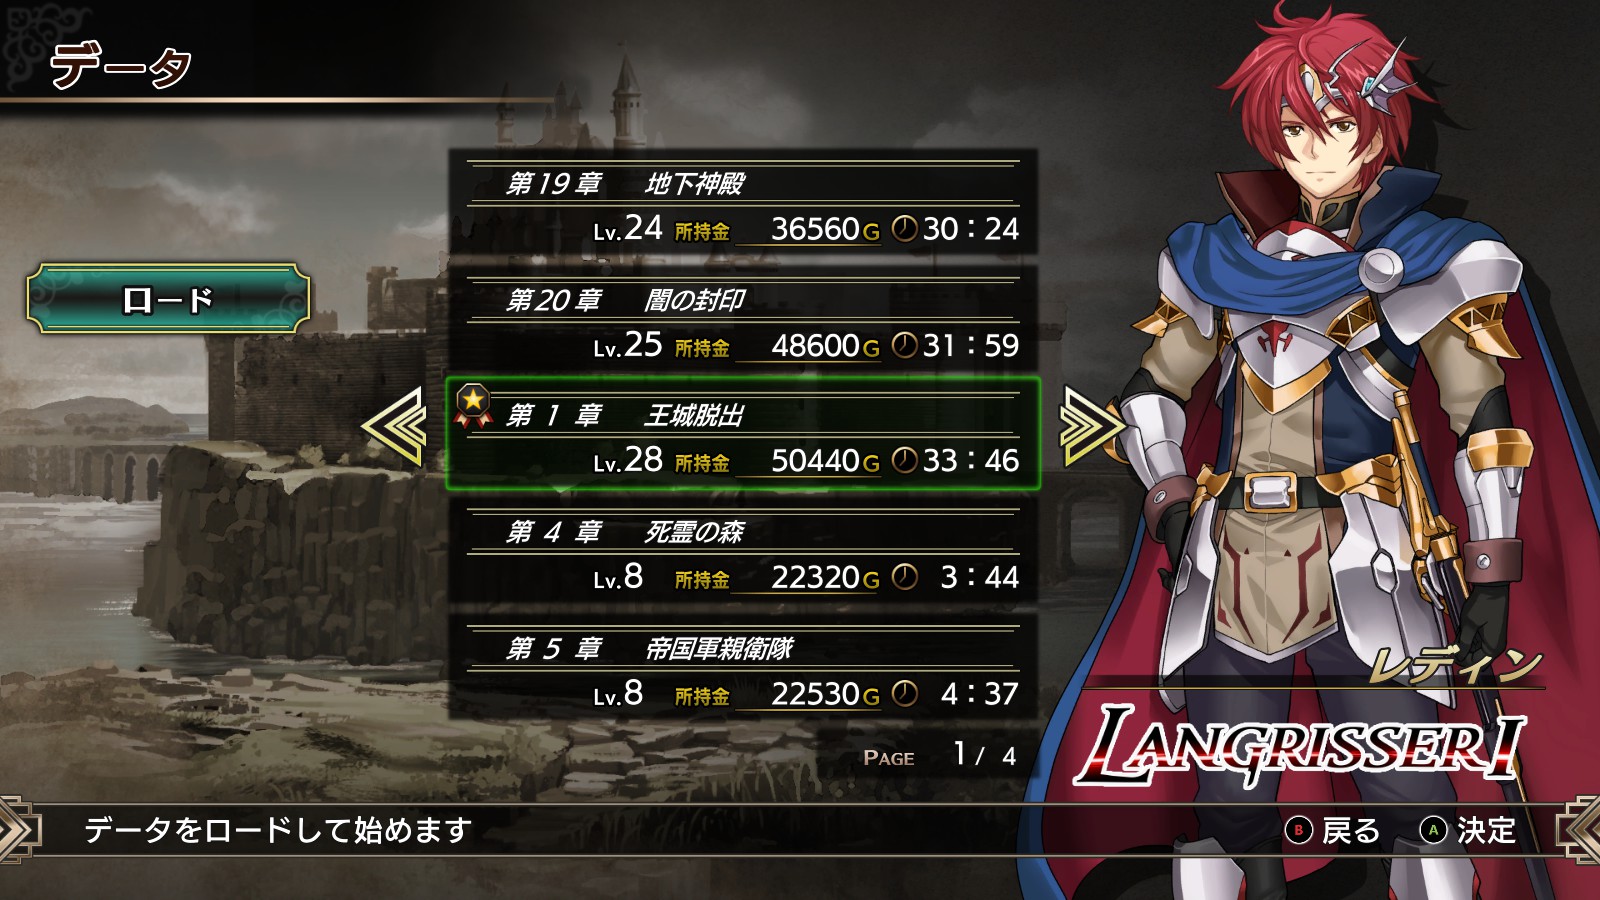 データ
ロード
第19章 地下神殿
Lv.24 所持金 36560G 30:24
第20章 闇の封印
Lv.25 所持金 48600G 31:59
第 1 章 王城脱出
Lv.28 所持金 50440G 33:46
第 4 章 死霊の森
Lv.8 所持金 22320G 3:44
第 5 章 帝国軍親衛隊
Lv.8 所持金 22530G 4:37
PAGE 1 / 4
レディン
LANGRISSER I
データをロードして始めます
B 戻る A 決定